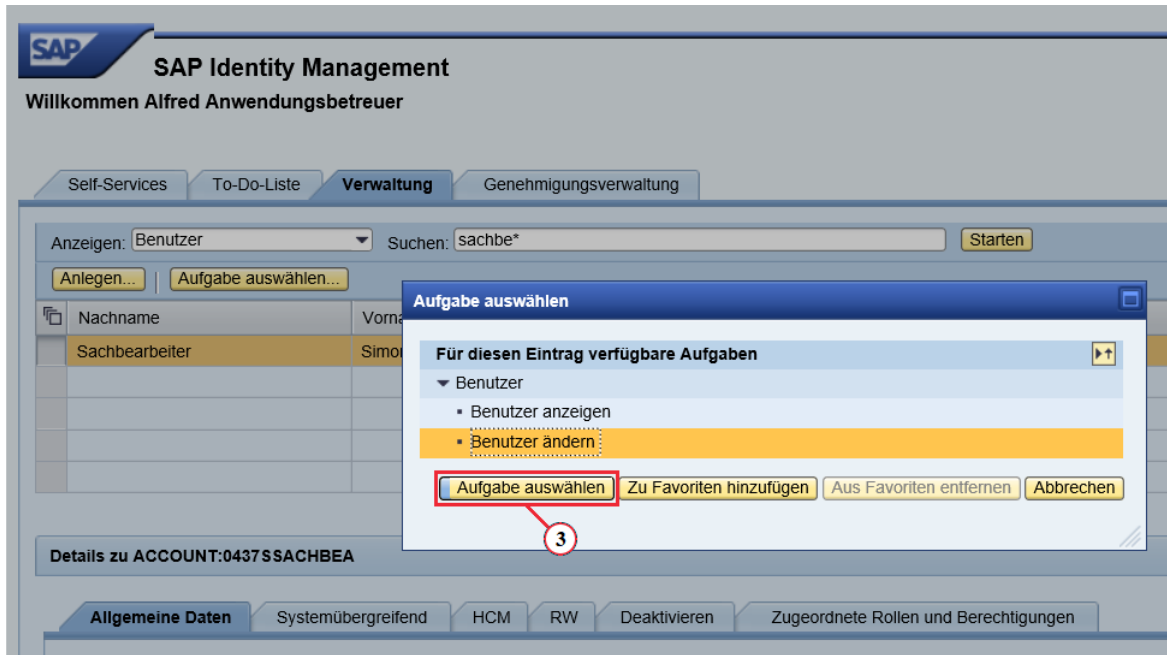 SAP
SAP Identity Management
Willkommen Alfred Anwendungsbetreuer
Self-Services To-Do-Liste Verwaltung Genehmigungsverwaltung
Anzeigen: Benutzer Suchen: sachbe* Starten
Anlegen... Aufgabe auswählen...
Aufgabe auswählen
Nachname
Sachbearbeiter
Für diesen Eintrag verfügbare Aufgaben
Benutzer
Benutzer anzeigen
Benutzer ändern
Aufgabe auswählen Zu Favoriten hinzufügen Aus Favoriten entfernen Abbrechen
3
Details zu ACCOUNT:0437SSACHBEA
Allgemeine Daten Systemübergreifend HCM RW Deaktivieren Zugeordnete Rollen und Berechtigungen